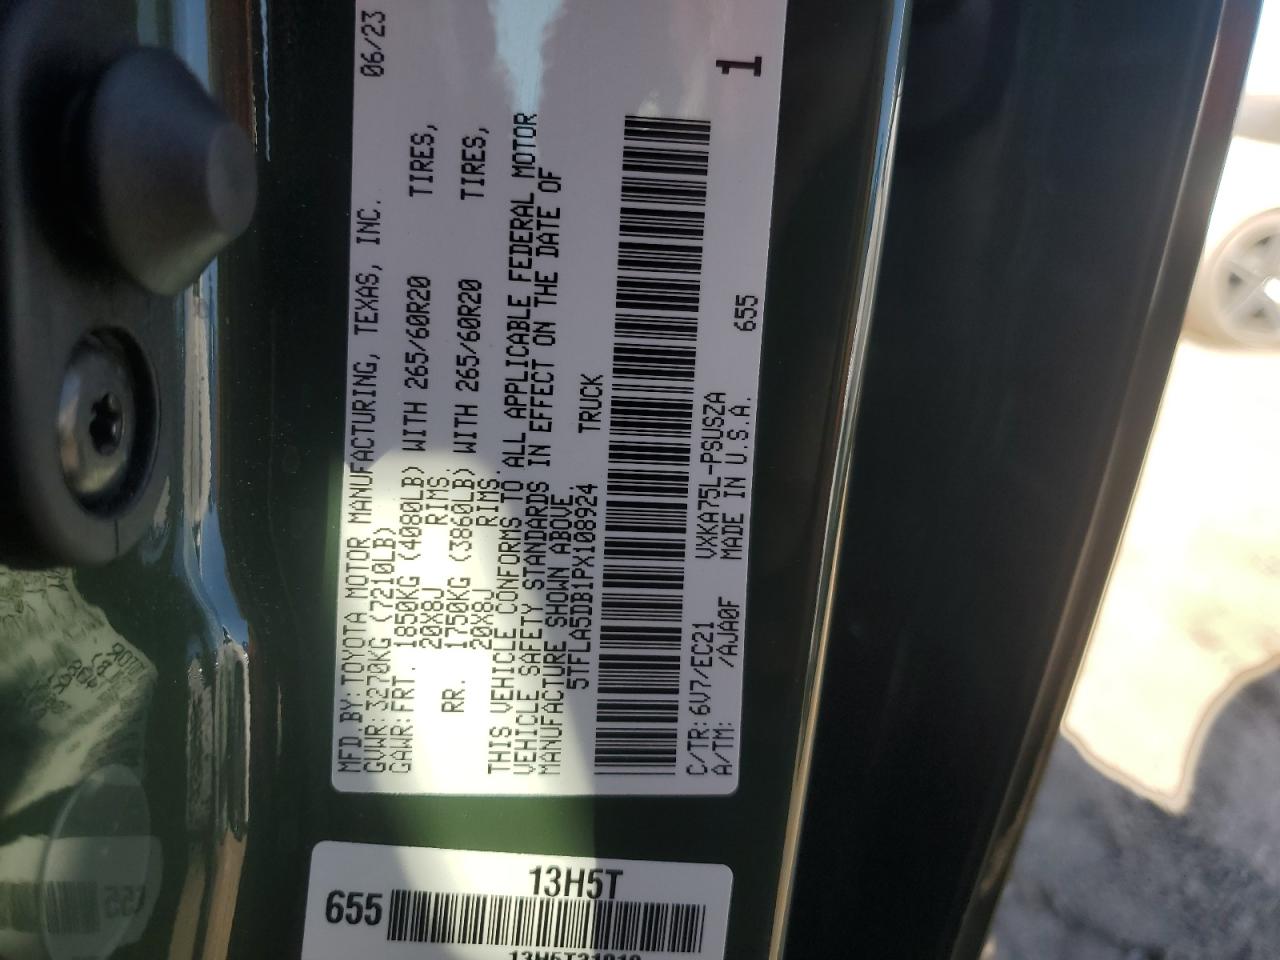 MFD.BY:TOYOTA MOTOR MANUFACTURING, TEXAS, INC. 06/23
GVWR:3270KG (7210LB)
GAWR:FRT. 1850KG (4080LB) WITH 265/60R20 TIRES,
20X8J RIMS.
RR. 1750KG (3860LB) WITH 265/60R20 TIRES,
20X8J RIMS.
THIS VEHICLE CONFORMS TO ALL APPLICABLE FEDERAL MOTOR
VEHICLE SAFETY STANDARDS IN EFFECT ON THE DATE OF
MANUFACTURE SHOWN ABOVE.
5TFLA5DB1PX108924 TRUCK
C/TR: 6V7/EC21 VXKA75L-PSUSZA
A/TM: /AJA0F MADE IN U.S.A. 655
1
13H5T
655